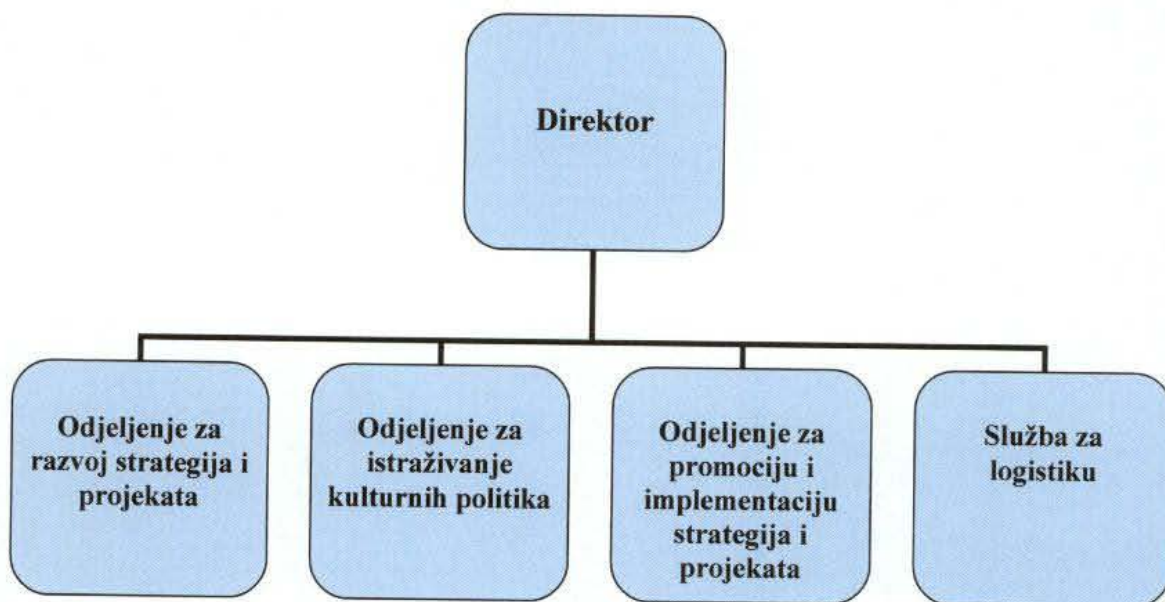 Direktor
Odjeljenje za
razvoj strategija i
projekata
Odjeljenje za
istraživanje
kulturnih politika
Odjeljenje za
promociju i
implementaciju
strategija i
projekata
Služba za
logistiku